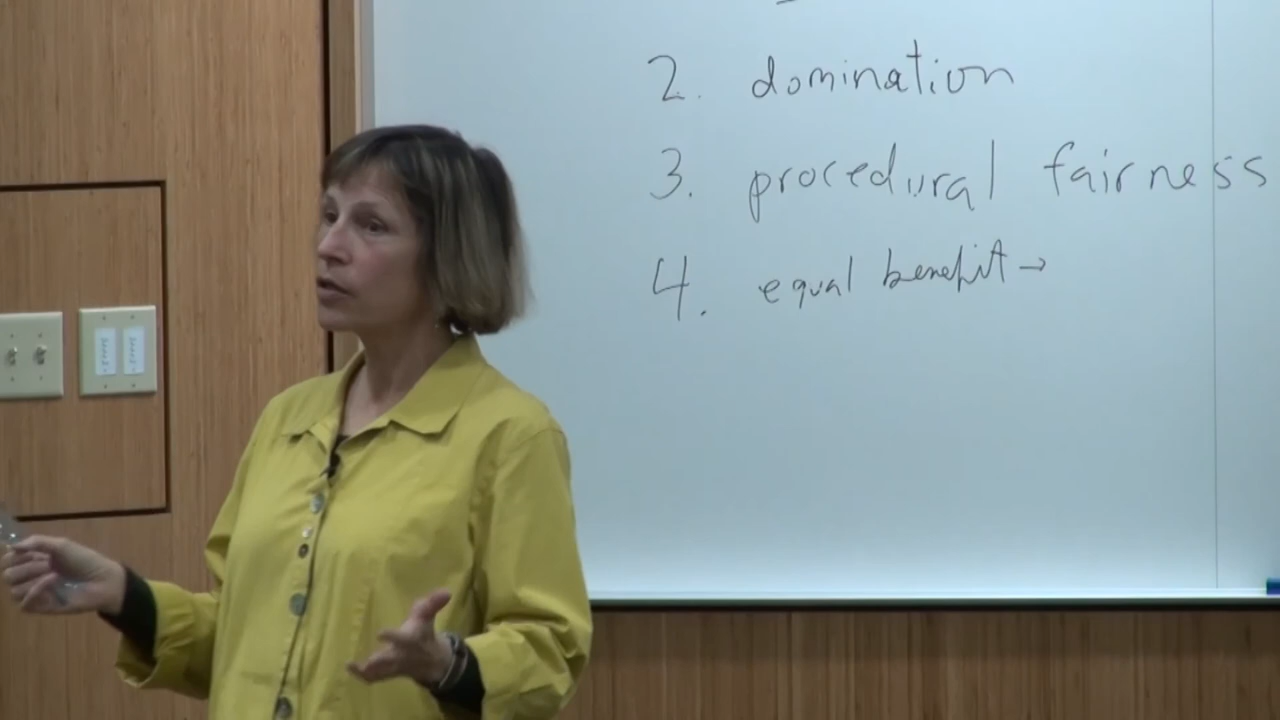 2. domination
3. procedural fairness
4. equal benefit →